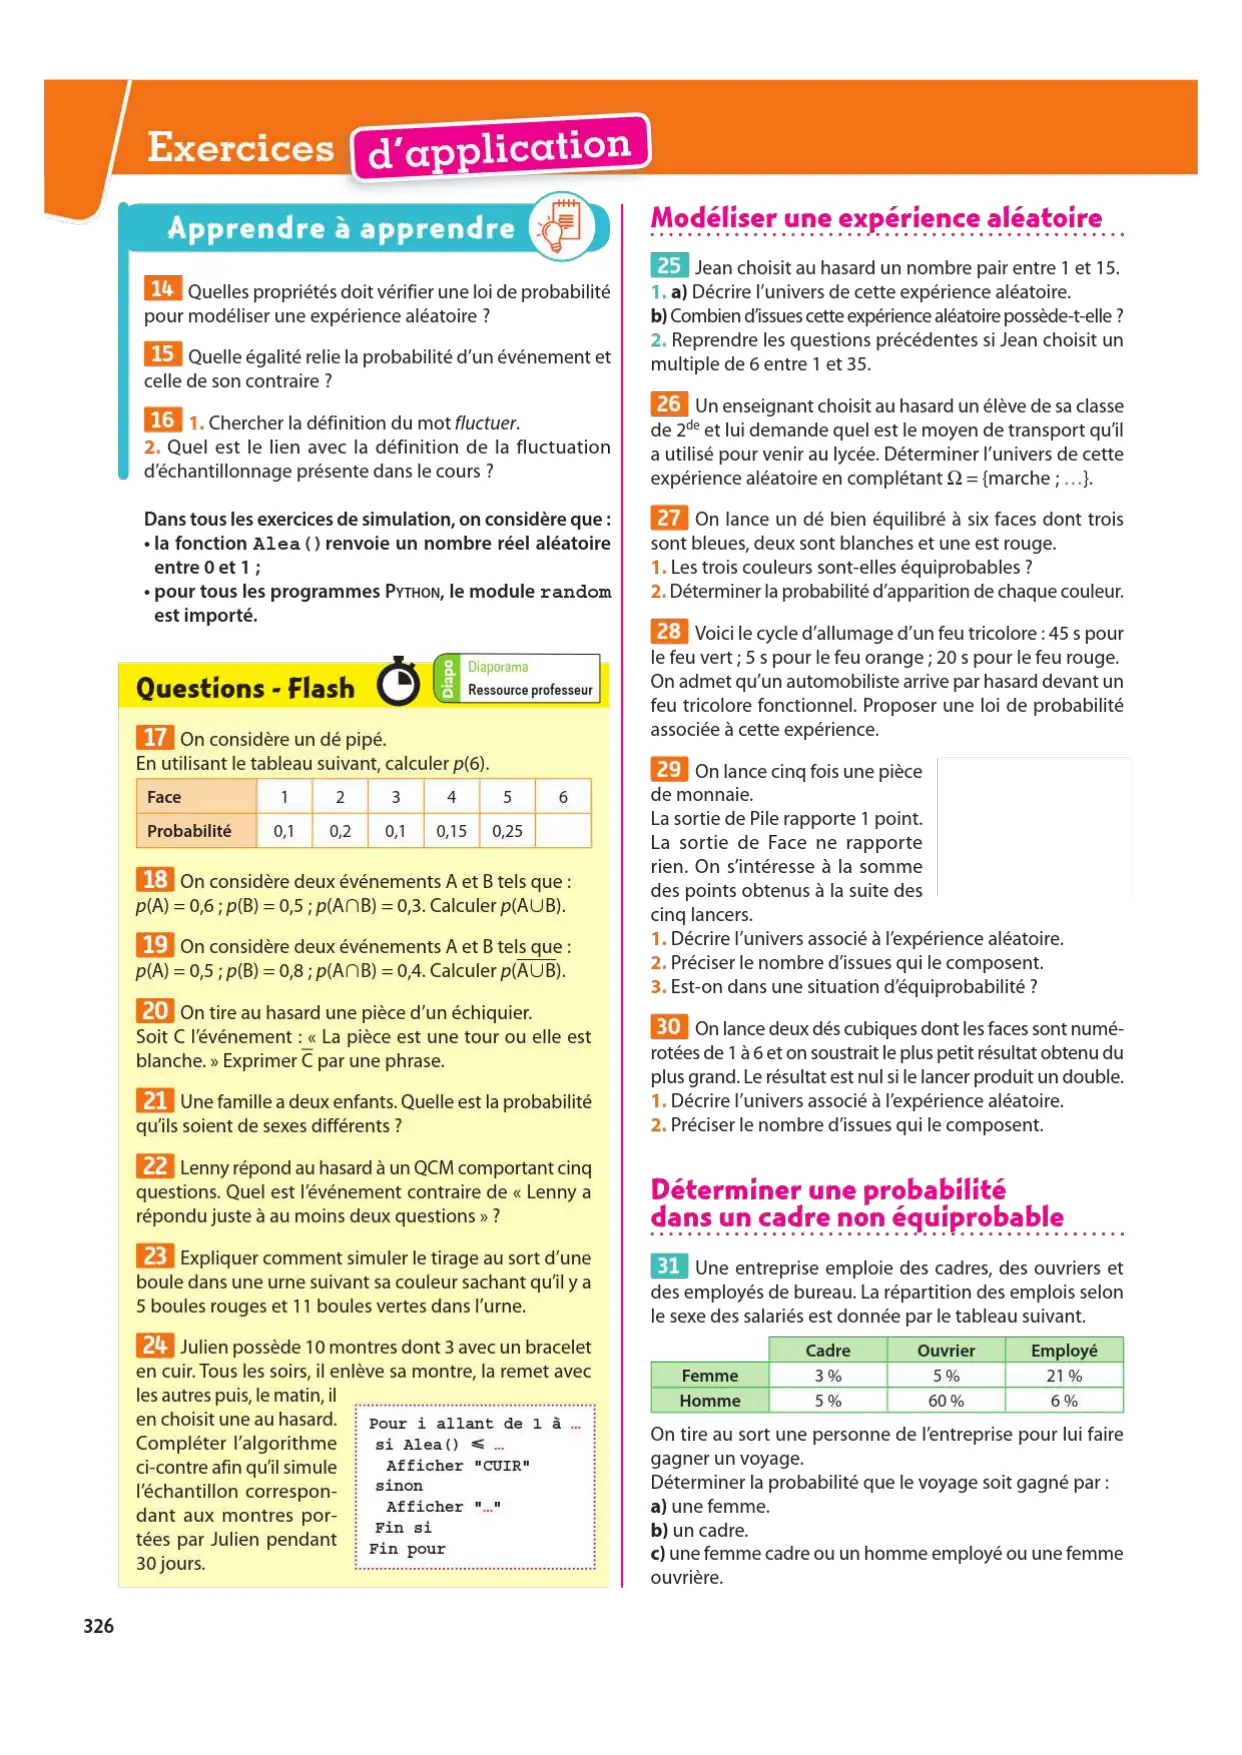 Exercices d'application
Apprendre à apprendre
14 Quelles propriétés doit vérifier une loi de probabilité
pour modéliser une expérience aléatoire ?
15 Quelle égalité relie la probabilité d'un événement et
celle de son contraire ?
16 1. Chercher la définition du mot fluctuer.
2. Quel est le lien avec la définition de la fluctuation
d'échantillonnage présente dans le cours ?
Dans tous les exercices de simulation, on considère que :
• la fonction Alea() renvoie un nombre réel aléatoire
entre 0 et 1 ;
• pour tous les programmes PYTHON, le module random
est importé.
Questions - Flash
Diapo
Diaporama
Ressource professeur
17 On considère un dé pipé.
En utilisant le tableau suivant, calculer p(6).
Face 1 2 3 4 5 6
Probabilité 0,1 0,2 0,1 0,15 0,25
18 On considère deux événements A et B tels que :
p(A) = 0,6 ; p(B) = 0,5 ; p(A∩B) = 0,3. Calculer p(A∪B).
19 On considère deux événements A et B tels que :
p(A) = 0,5 ; p(B) = 0,8 ; p(A∩B) = 0,4. Calculer p(A̅∪̅B̅).
20 On tire au hasard une pièce d'un échiquier.
Soit C l'événement : « La pièce est une tour ou elle est
blanche. » Exprimer C̅ par une phrase.
21 Une famille a deux enfants. Quelle est la probabilité
qu'ils soient de sexes différents ?
22 Lenny répond au hasard à un QCM comportant cinq
questions. Quel est l'événement contraire de « Lenny a
répondu juste à au moins deux questions » ?
23 Expliquer comment simuler le tirage au sort d'une
boule dans une urne suivant sa couleur sachant qu'il y a
5 boules rouges et 11 boules vertes dans l'urne.
24 Julien possède 10 montres dont 3 avec un bracelet
en cuir. Tous les soirs, il enlève sa montre, la remet avec
les autres puis, le matin, il
en choisit une au hasard.
Compléter l'algorithme
ci-contre afin qu'il simule
l'échantillon correspon-
dant aux montres por-
tées par Julien pendant
30 jours.
Pour i allant de 1 à …
si Alea() ⩽ …
Afficher "CUIR"
sinon
Afficher "…"
Fin si
Fin pour
Modéliser une expérience aléatoire
25 Jean choisit au hasard un nombre pair entre 1 et 15.
1. a) Décrire l'univers de cette expérience aléatoire.
b) Combien d'issues cette expérience aléatoire possède-t-elle ?
2. Reprendre les questions précédentes si Jean choisit un
multiple de 6 entre 1 et 35.
26 Un enseignant choisit au hasard un élève de sa classe
de 2de et lui demande quel est le moyen de transport qu'il
a utilisé pour venir au lycée. Déterminer l'univers de cette
expérience aléatoire en complétant Ω = {marche ; …}.
27 On lance un dé bien équilibré à six faces dont trois
sont bleues, deux sont blanches et une est rouge.
1. Les trois couleurs sont-elles équiprobables ?
2. Déterminer la probabilité d'apparition de chaque couleur.
28 Voici le cycle d'allumage d'un feu tricolore : 45 s pour
le feu vert ; 5 s pour le feu orange ; 20 s pour le feu rouge.
On admet qu'un automobiliste arrive par hasard devant un
feu tricolore fonctionnel. Proposer une loi de probabilité
associée à cette expérience.
29 On lance cinq fois une pièce
de monnaie.
La sortie de Pile rapporte 1 point.
La sortie de Face ne rapporte
rien. On s'intéresse à la somme
des points obtenus à la suite des
cinq lancers.
1. Décrire l'univers associé à l'expérience aléatoire.
2. Préciser le nombre d'issues qui le composent.
3. Est-on dans une situation d'équiprobabilité ?
30 On lance deux dés cubiques dont les faces sont numé-
rotées de 1 à 6 et on soustrait le plus petit résultat obtenu du
plus grand. Le résultat est nul si le lancer produit un double.
1. Décrire l'univers associé à l'expérience aléatoire.
2. Préciser le nombre d'issues qui le composent.
Déterminer une probabilité
dans un cadre non équiprobable
31 Une entreprise emploie des cadres, des ouvriers et
des employés de bureau. La répartition des emplois selon
le sexe des salariés est donnée par le tableau suivant.
Cadre Ouvrier Employé
Femme 3 % 5 % 21 %
Homme 5 % 60 % 6 %
On tire au sort une personne de l'entreprise pour lui faire
gagner un voyage.
Déterminer la probabilité que le voyage soit gagné par :
a) une femme.
b) un cadre.
c) une femme cadre ou un homme employé ou une femme
ouvrière.
326